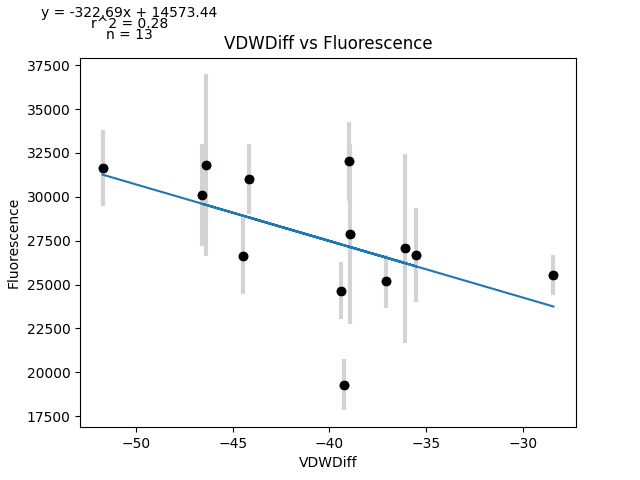 y = -322.69x + 14573.44
r^2 = 0.28
n = 13
VDWDiff vs Fluorescence
37500
35000
32500
30000
27500
25000
22500
20000
17500
Fluorescence
−50
−45
−40
−35
−30
VDWDiff